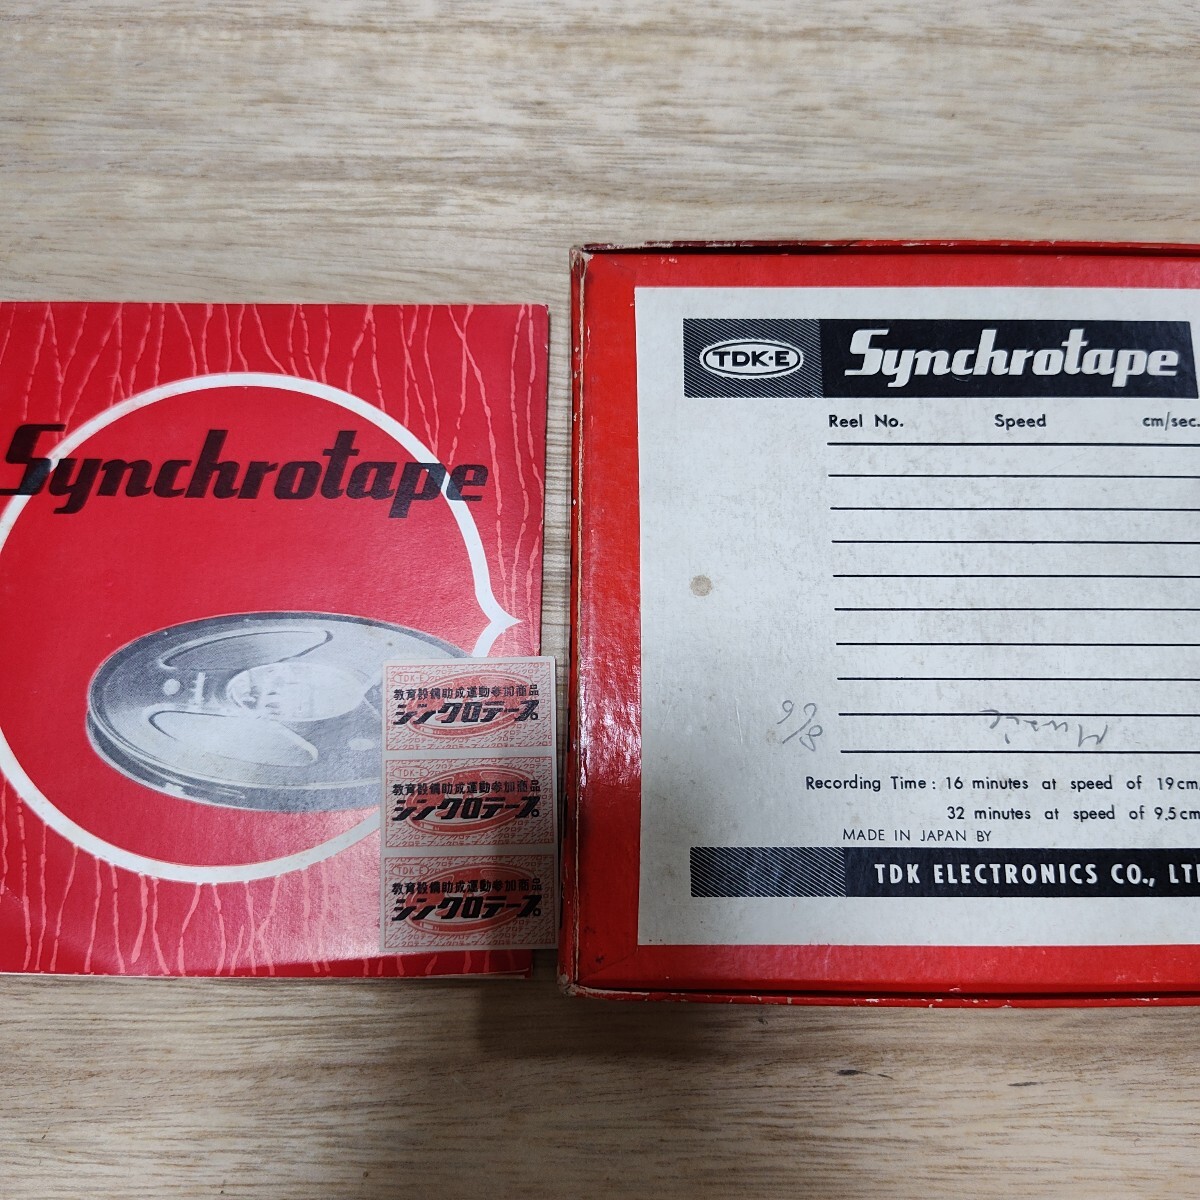 Synchrotape
TDK-E
教育設備助成運動参加商品
シンクロテープ
TDK-E
教育設備助成運動参加商品
シンクロテープ
TDK-E
教育設備助成運動参加商品
シンクロテープ
TDK·E Synchrotape
Reel No. Speed cm/sec.
Music
Recording Time : 16 minutes at speed of 19cm
32 minutes at speed of 9.5cm
MADE IN JAPAN BY
TDK ELECTRONICS CO., LT